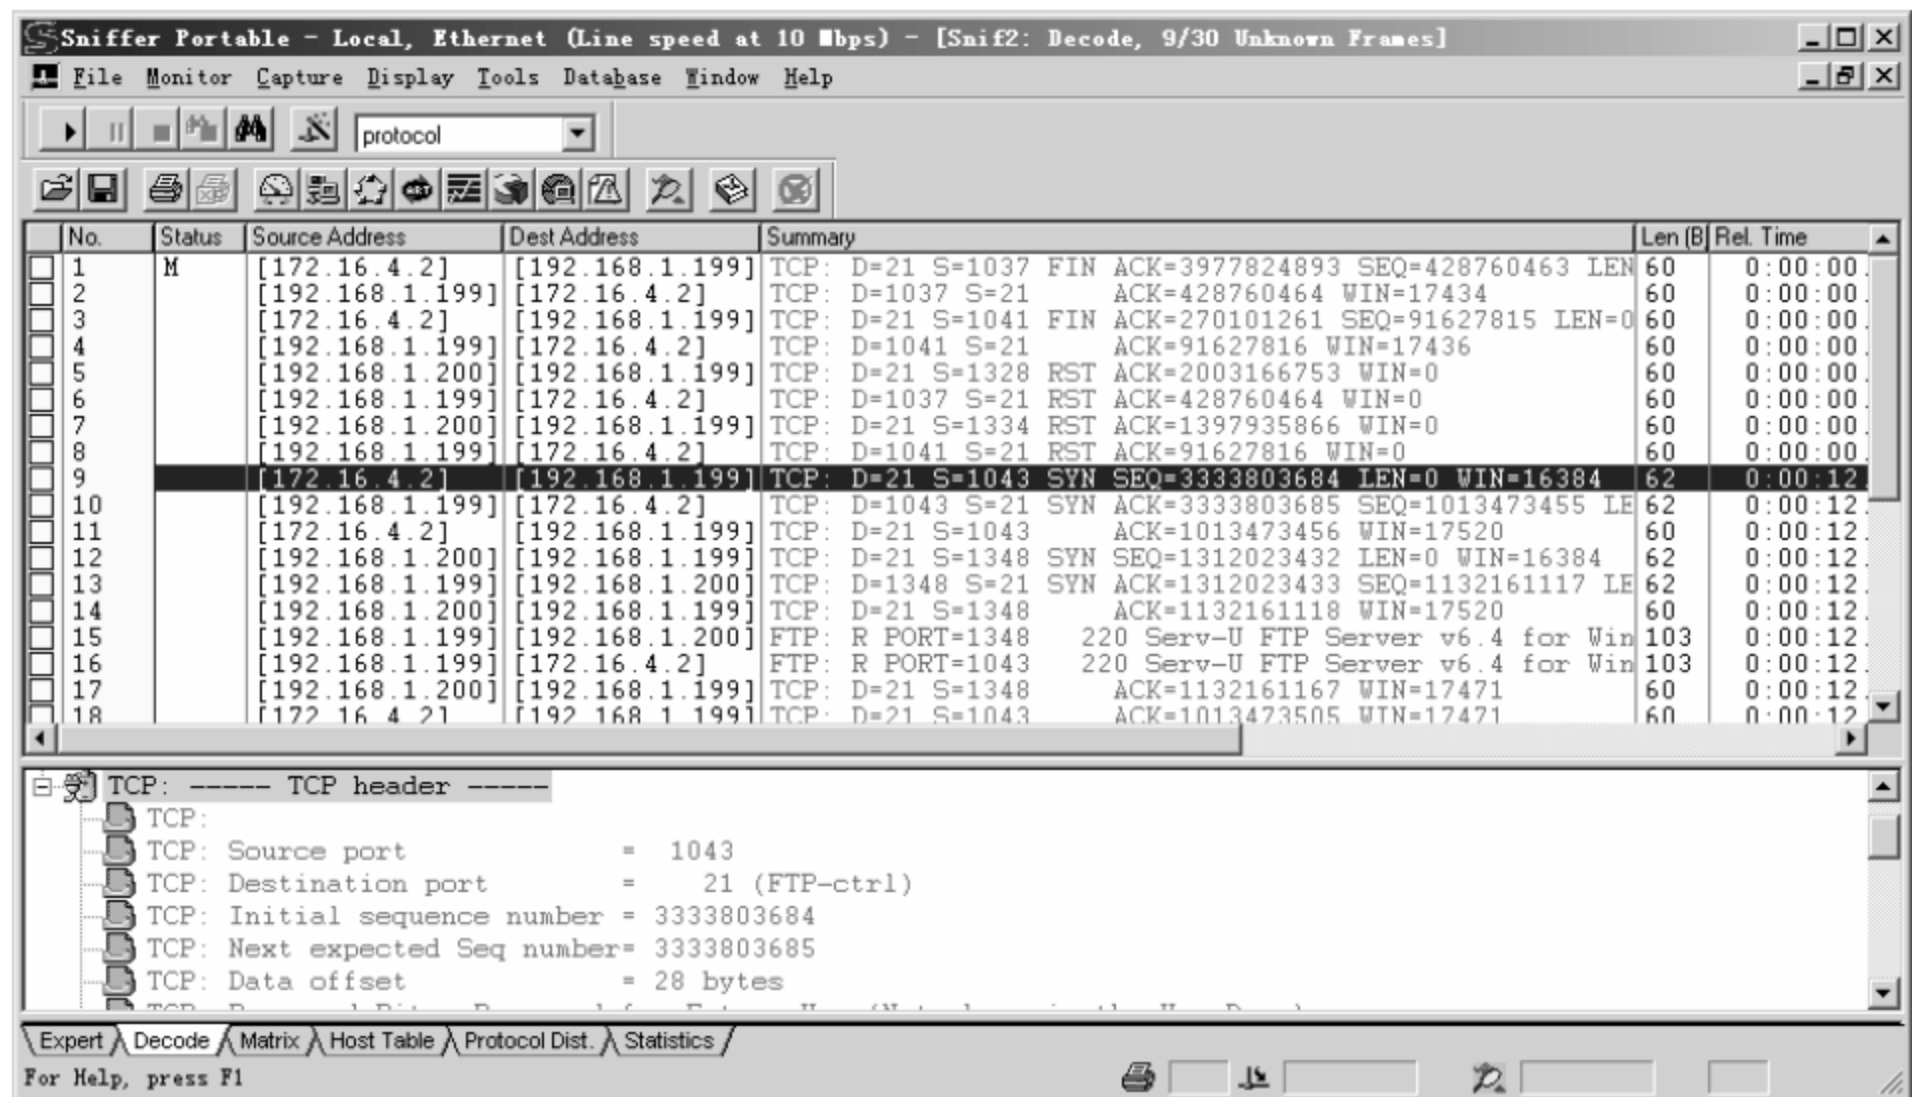 Sniffer Portable - Local, Ethernet (Line speed at 10 Mbps) - [Snif2: Decode, 9/30 Unknown Frames]
File Monitor Capture Display Tools Database Window Help
protocol
No. Status Source Address Dest Address Summary Len (B Rel. Time
1 M [172.16.4.2] [192.168.1.199] TCP: D=21 S=1037 FIN ACK=3977824893 SEQ=428760463 LEN 60 0:00:00.
2 [192.168.1.199] [172.16.4.2] TCP: D=1037 S=21 ACK=428760464 WIN=17434 60 0:00:00.
3 [172.16.4.2] [192.168.1.199] TCP: D=21 S=1041 FIN ACK=270101261 SEQ=91627815 LEN=0 60 0:00:00.
4 [192.168.1.199] [172.16.4.2] TCP: D=1041 S=21 ACK=91627816 WIN=17436 60 0:00:00.
5 [192.168.1.200] [192.168.1.199] TCP: D=21 S=1328 RST ACK=2003166753 WIN=0 60 0:00:00.
6 [192.168.1.199] [172.16.4.2] TCP: D=1037 S=21 RST ACK=428760464 WIN=0 60 0:00:00.
7 [192.168.1.200] [192.168.1.199] TCP: D=21 S=1334 RST ACK=1397935866 WIN=0 60 0:00:00.
8 [192.168.1.199] [172.16.4.2] TCP: D=1041 S=21 RST ACK=91627816 WIN=0 60 0:00:00.
9 [172.16.4.2] [192.168.1.199] TCP: D=21 S=1043 SYN SEQ=3333803684 LEN=0 WIN=16384 62 0:00:12.
10 [192.168.1.199] [172.16.4.2] TCP: D=1043 S=21 SYN ACK=3333803685 SEQ=1013473455 LE 62 0:00:12.
11 [172.16.4.2] [192.168.1.199] TCP: D=21 S=1043 ACK=1013473456 WIN=17520 60 0:00:12.
12 [192.168.1.200] [192.168.1.199] TCP: D=21 S=1348 SYN SEQ=1312023432 LEN=0 WIN=16384 62 0:00:12.
13 [192.168.1.199] [192.168.1.200] TCP: D=1348 S=21 SYN ACK=1312023433 SEQ=1132161117 LE 62 0:00:12.
14 [192.168.1.200] [192.168.1.199] TCP: D=21 S=1348 ACK=1132161118 WIN=17520 60 0:00:12.
15 [192.168.1.199] [192.168.1.200] FTP: R PORT=1348 220 Serv-U FTP Server v6.4 for Win 103 0:00:12.
16 [192.168.1.199] [172.16.4.2] FTP: R PORT=1043 220 Serv-U FTP Server v6.4 for Win 103 0:00:12.
17 [192.168.1.200] [192.168.1.199] TCP: D=21 S=1348 ACK=1132161167 WIN=17471 60 0:00:12.
18 [172.16.4.2] [192.168.1.199] TCP: D=21 S=1043 ACK=1013473505 WIN=17471 60 0:00:12
TCP: ----- TCP header -----
TCP:
TCP: Source port = 1043
TCP: Destination port = 21 (FTP-ctrl)
TCP: Initial sequence number = 3333803684
TCP: Next expected Seq number= 3333803685
TCP: Data offset = 28 bytes
Expert Decode Matrix Host Table Protocol Dist. Statistics
For Help, press F1